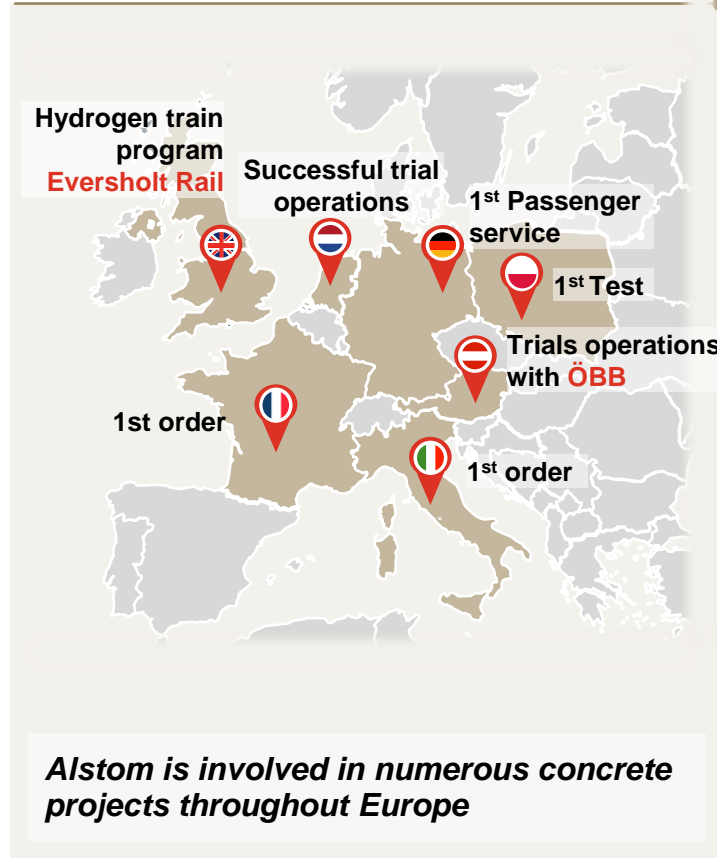 Hydrogen train
program
Eversholt Rail
Successful trial
operations
1st Passenger
service
1st Test
Trials operations
with ÖBB
1st order
1st order
Alstom is involved in numerous concrete
projects throughout Europe